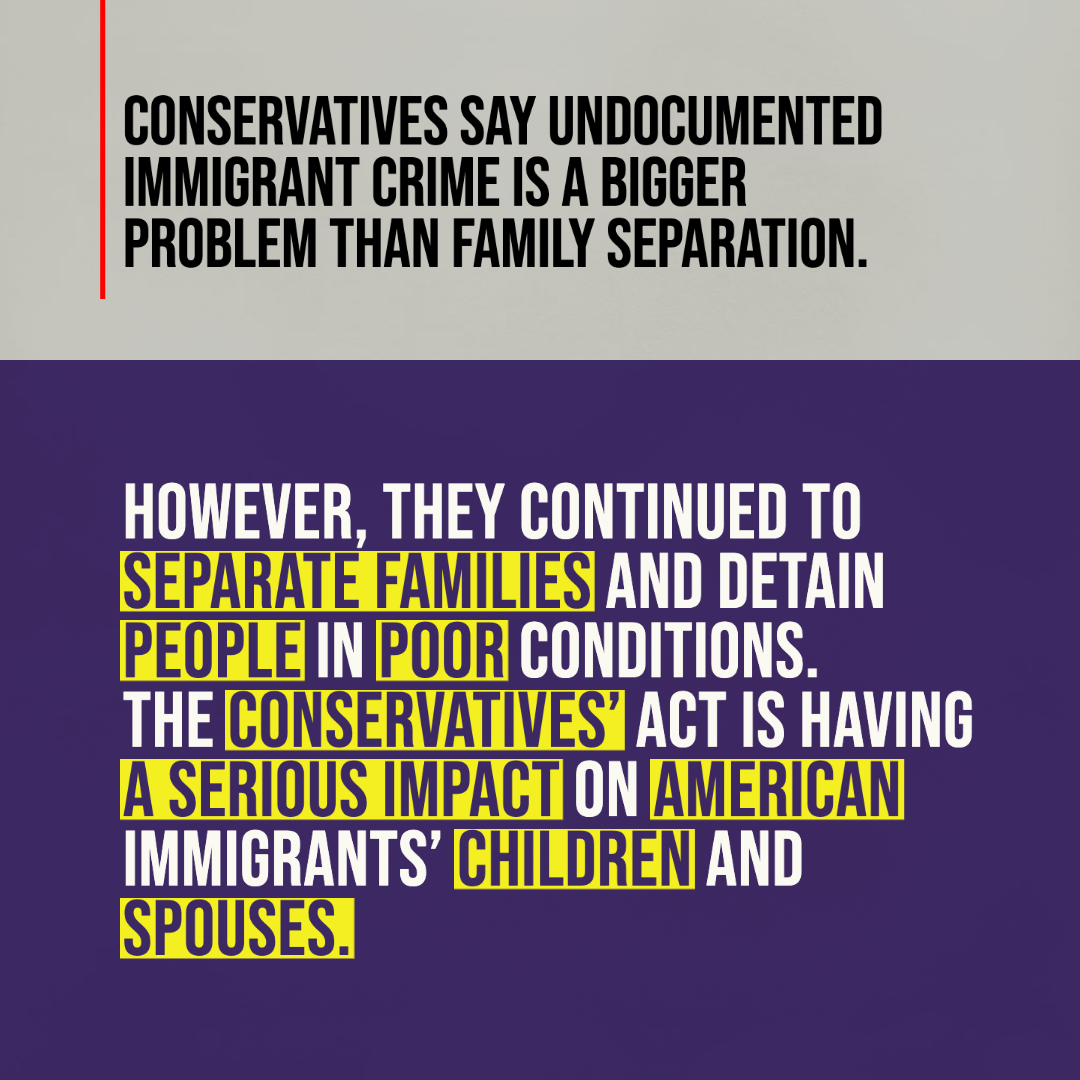 CONSERVATIVES SAY UNDOCUMENTED
IMMIGRANT CRIME IS A BIGGER
PROBLEM THAN FAMILY SEPARATION.
HOWEVER, THEY CONTINUED TO
SEPARATE FAMILIES AND DETAIN
PEOPLE IN POOR CONDITIONS.
THE CONSERVATIVES’ ACT IS HAVING
A SERIOUS IMPACT ON AMERICAN
IMMIGRANTS’ CHILDREN AND
SPOUSES.